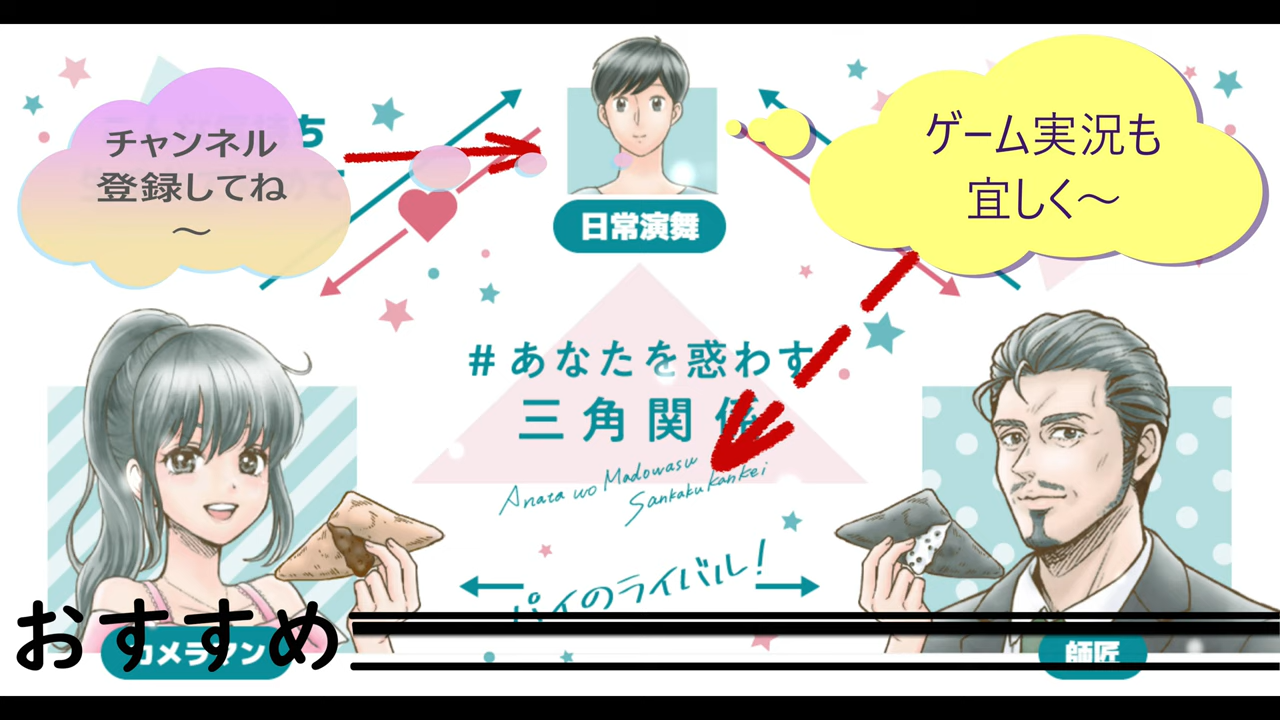 チャンネル
登録してね
～
ゲーム実況も
宜しく～
日常演舞
#あなたを惑わす
三角関係
Anata wo Madowasu
Sankaku kankei
パイのライバル!
おすすめ
カメラマン
師匠